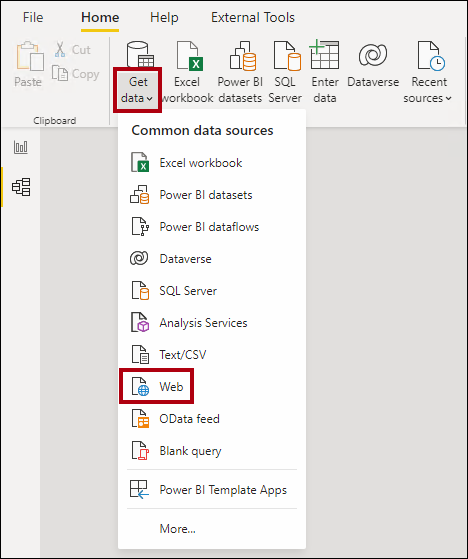 File Home Help External Tools
Paste Cut Copy
Get data Excel workbook Power BI datasets SQL Server Enter data Dataverse Recent sources
Clipboard
Common data sources
Excel workbook
Power BI datasets
Power BI dataflows
Dataverse
SQL Server
Analysis Services
Text/CSV
Web
OData feed
Blank query
Power BI Template Apps
More...